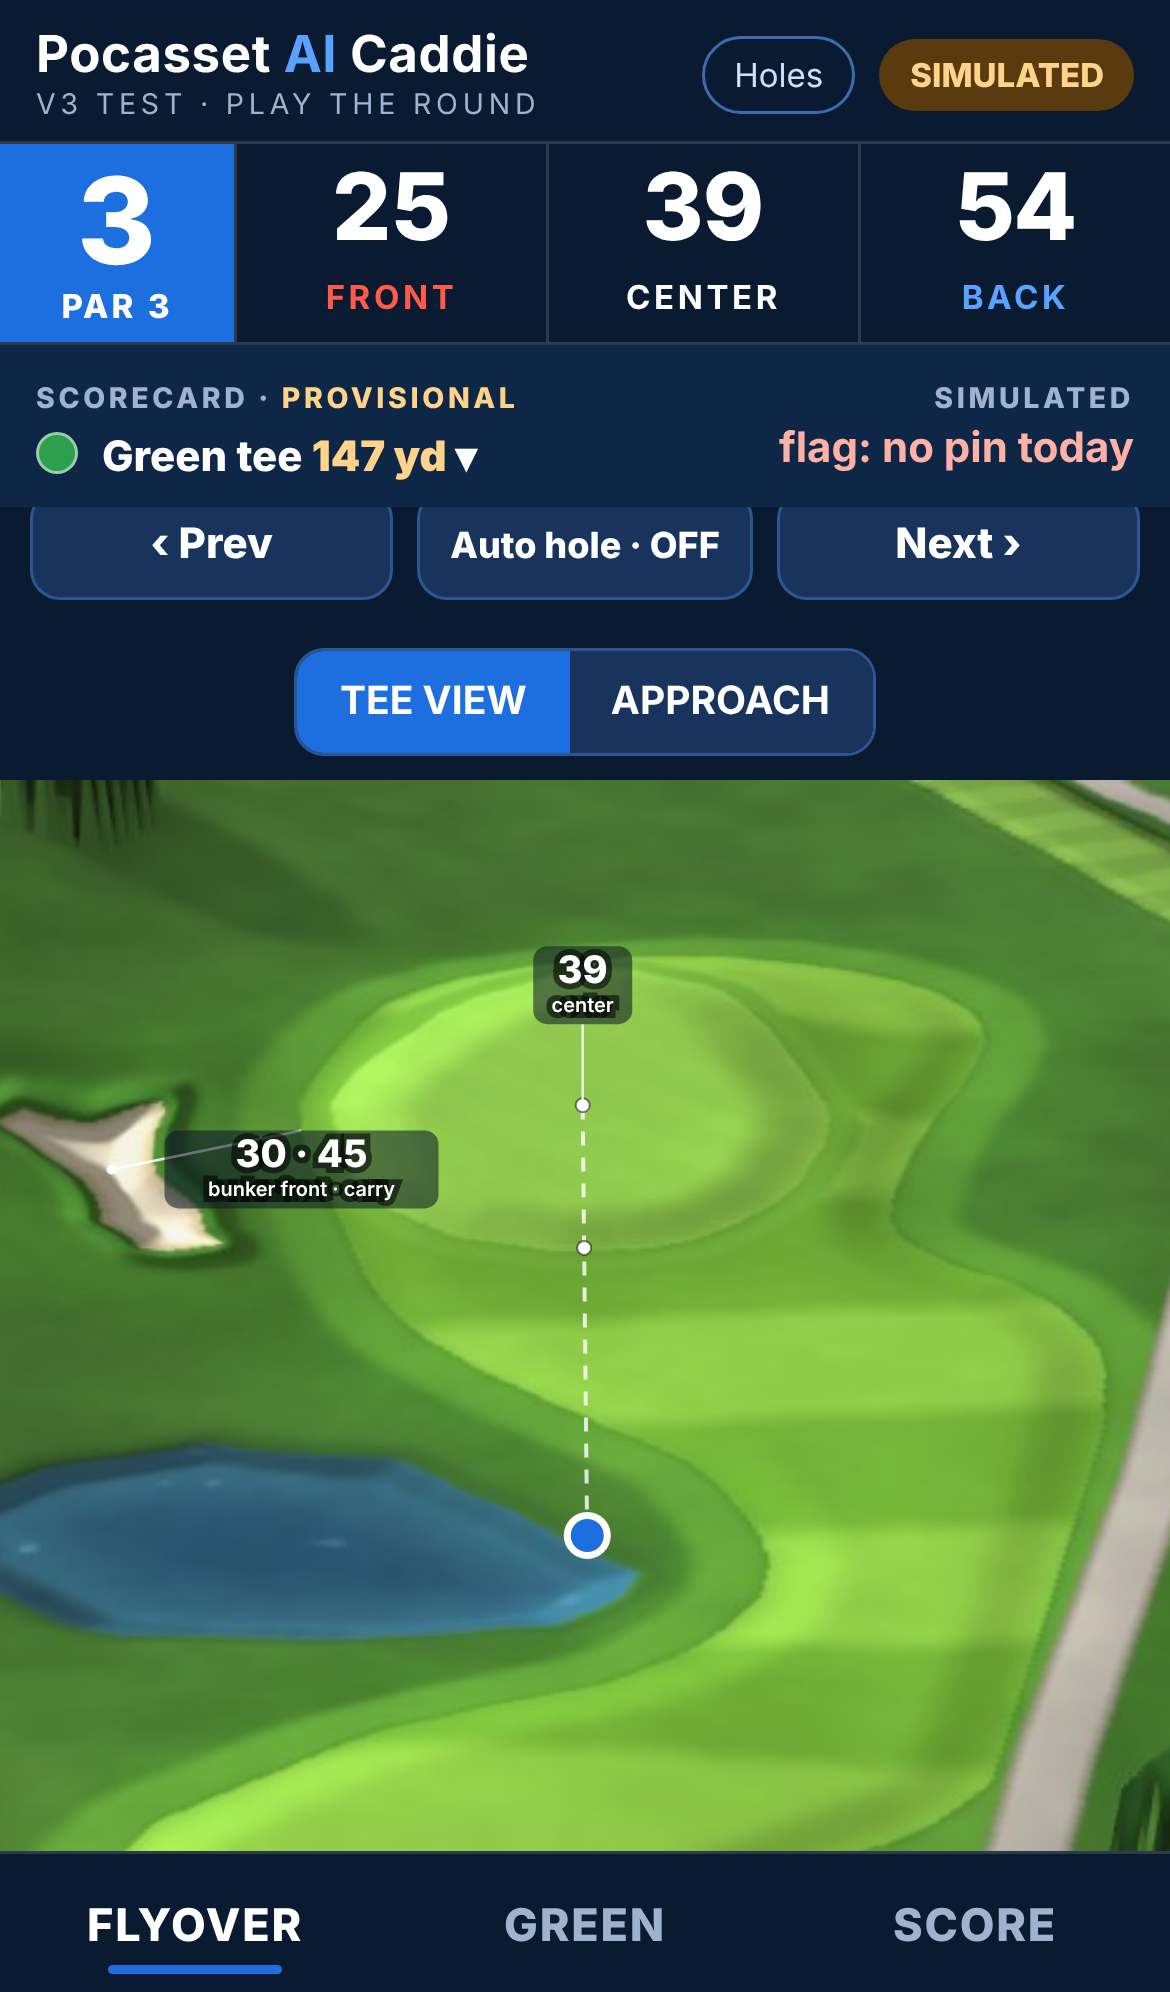 Pocasset AI Caddie
V3 TEST · PLAY THE ROUND
Holes
SIMULATED
3
PAR 3
25
FRONT
39
CENTER
54
BACK
SCORECARD · PROVISIONAL
Green tee 147 yd ▼
SIMULATED
flag: no pin today
‹ Prev
Auto hole · OFF
Next ›
TEE VIEW
APPROACH
39
center
30 · 45
bunker front · carry
FLYOVER
GREEN
SCORE